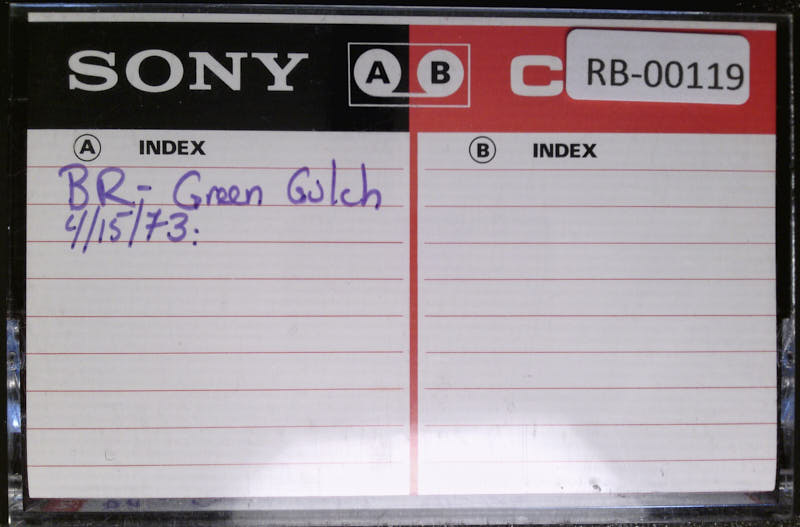 SONY A B C RB-00119
A INDEX
BR- Green Gulch
4/15/73:
B INDEX